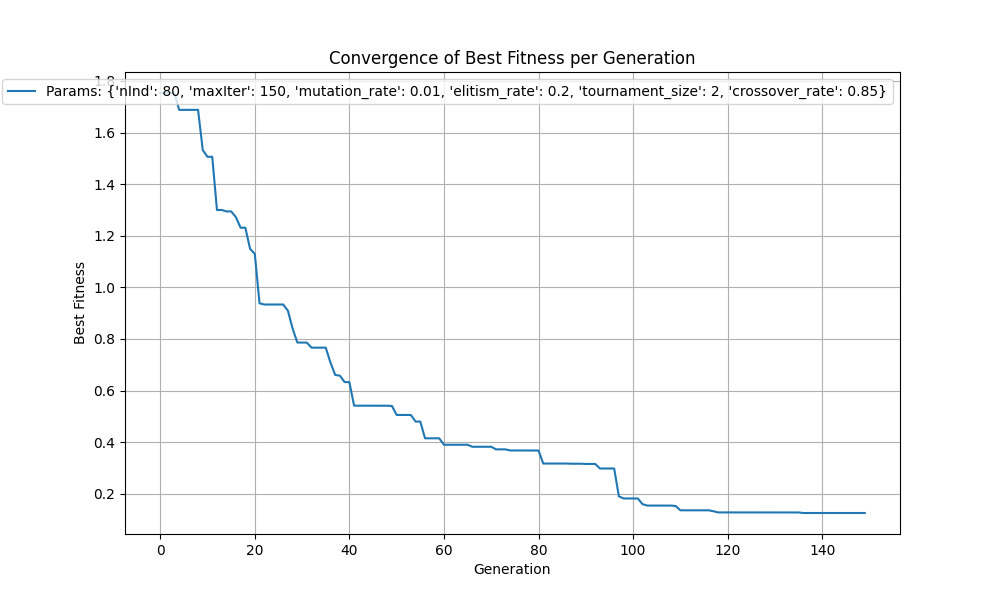 Convergence of Best Fitness per Generation
1.8
Params: {'nInd': 80, 'maxIter': 150, 'mutation_rate': 0.01, 'elitism_rate': 0.2, 'tournament_size': 2, 'crossover_rate': 0.85}
1.6
1.4
1.2
1.0
0.8
0.6
0.4
0.2
Best Fitness
0 20 40 60 80 100 120 140
Generation